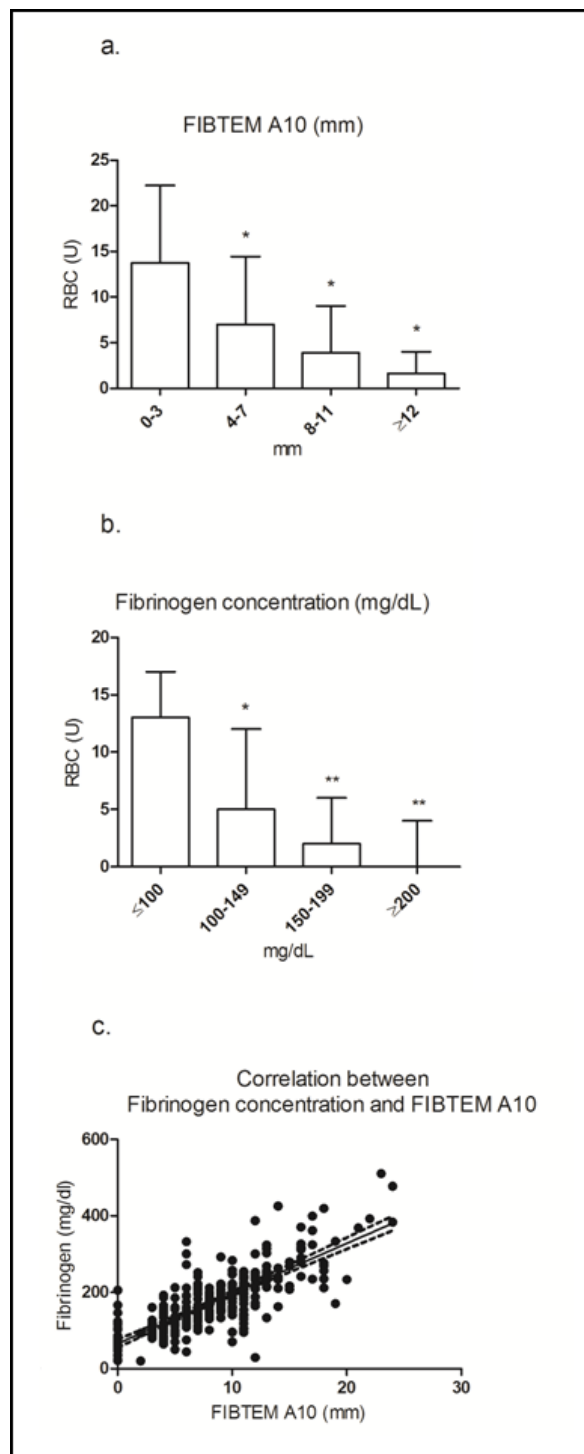 a.
FIBTEM A10 (mm)
25
20
15
10
5
0
RBC (U)
*
*
*
0-3
4-7
8-11
≥12
mm
b.
Fibrinogen concentration (mg/dL)
20
15
10
5
0
RBC (U)
*
**
**
≤100
100-149
150-199
≥200
mg/dL
c.
Correlation between
Fibrinogen concentration and FIBTEM A10
600
400
200
0
Fibrinogen (mg/dl)
0
10
20
30
FIBTEM A10 (mm)